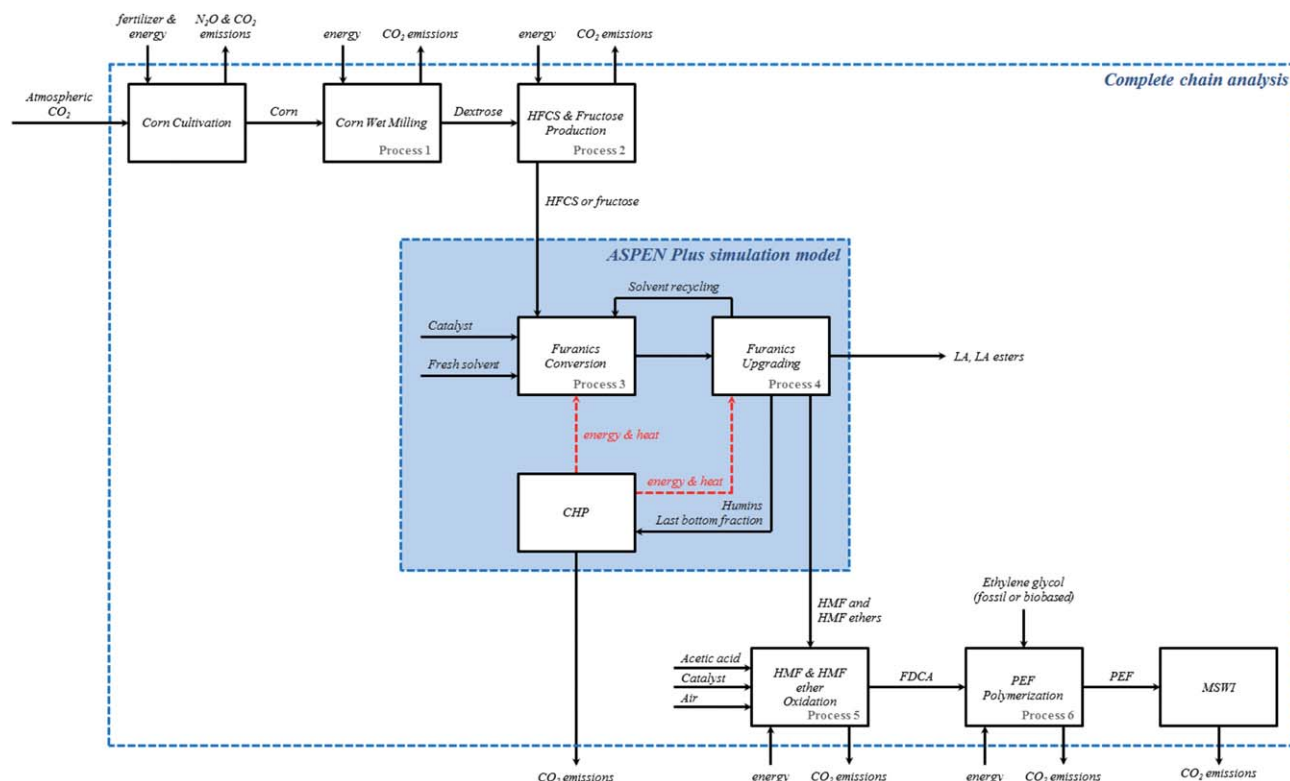 fertilizer &
energy
N2O & CO2
emissions
energy
CO2 emissions
energy
CO2 emissions
Complete chain analysis
Atmospheric
CO2
Corn Cultivation
Corn
Corn Wet Milling
Process 1
Dextrose
HFCS & Fructose
Production
Process 2
HFCS or fructose
ASPEN Plus simulation model
Solvent recycling
Catalyst
Fresh solvent
Furanics
Conversion
Process 3
Furanics
Upgrading
Process 4
LA, LA esters
energy & heat
energy & heat
CHP
Humins
Last bottom fraction
Ethylene glycol
(fossil or biobased)
HMF and
HMF ethers
Acetic acid
Catalyst
Air
HMF & HMF
ether
Oxidation
Process 5
FDCA
PEF
Polymerization
Process 6
PEF
MSWI
CO2 emissions
energy
CO2 emissions
energy
CO2 emissions
CO2 emissions